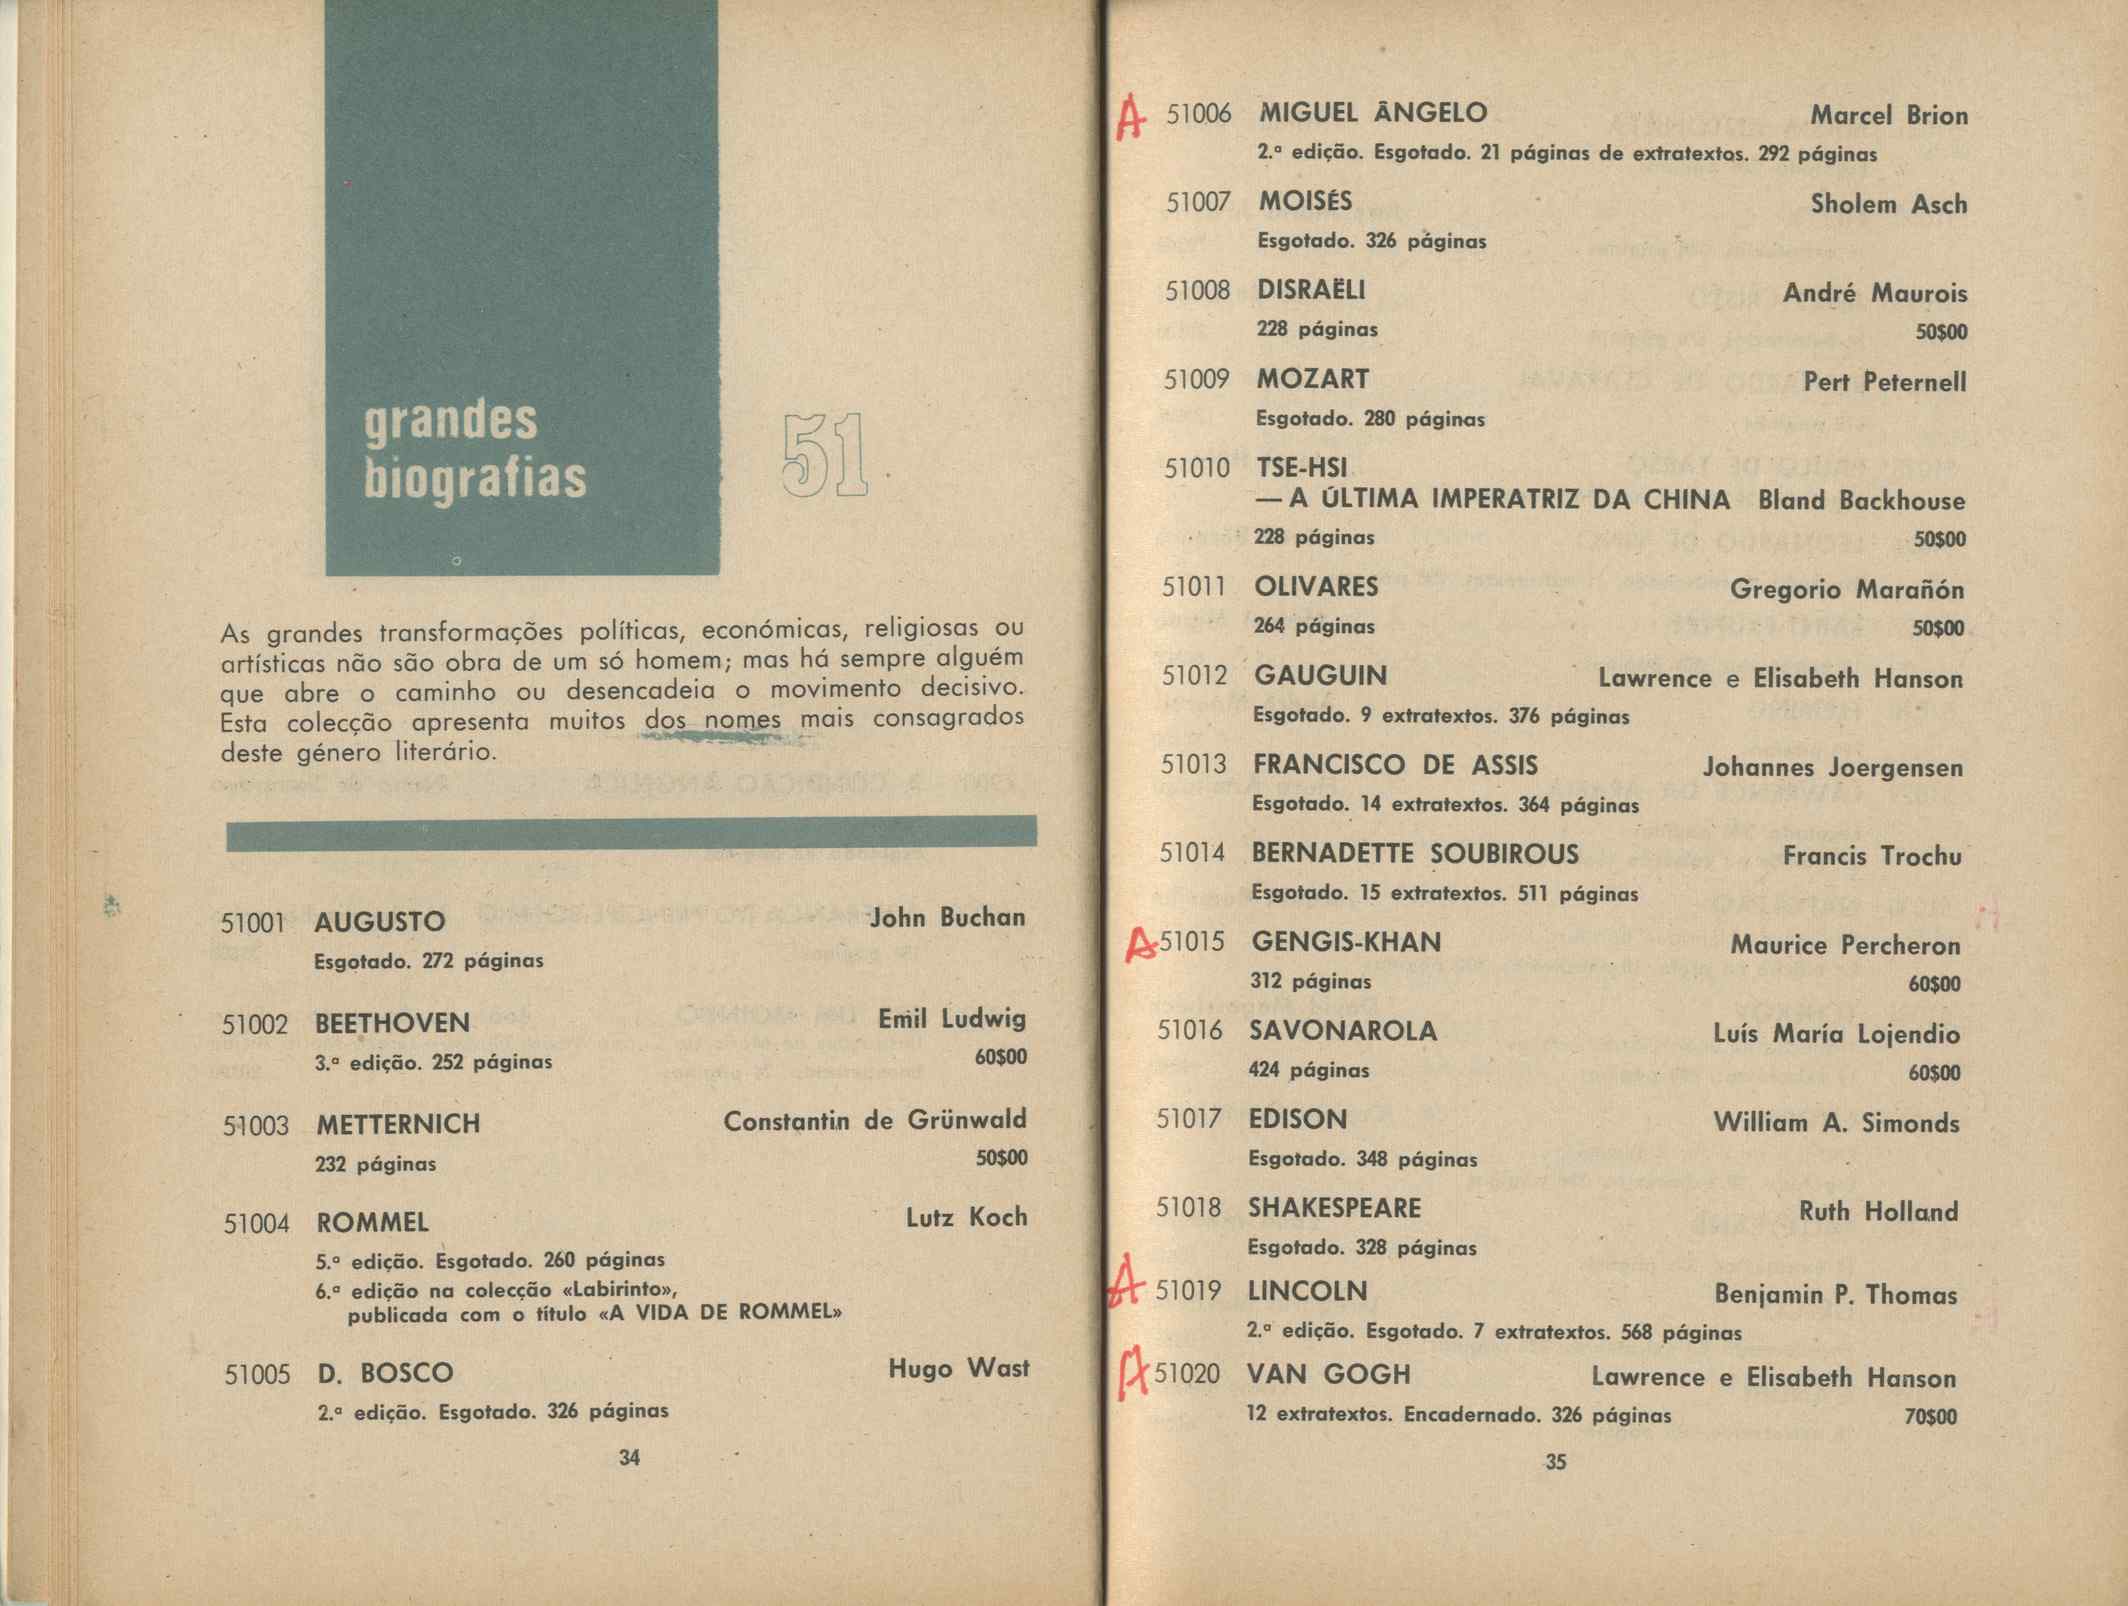 grandes
biografias
51
As grandes transformações políticas, económicas, religiosas ou
artísticas não são obra de um só homem; mas há sempre alguém
que abre o caminho ou desencadeia o movimento decisivo.
Esta colecção apresenta muitos dos nomes mais consagrados
deste género literário.
51001 AUGUSTO John Buchan
Esgotado. 272 páginas
51002 BEETHOVEN Emil Ludwig
3.ª edição. 252 páginas 60$00
51003 METTERNICH Constantin de Grünwald
232 páginas 50$00
51004 ROMMEL Lutz Koch
5.ª edição. Esgotado. 260 páginas
6.ª edição na colecção «Labirinto»,
publicada com o título «A VIDA DE ROMMEL»
51005 D. BOSCO Hugo Wast
2.ª edição. Esgotado. 326 páginas
34
A 51006 MIGUEL ÂNGELO Marcel Brion
2.ª edição. Esgotado. 21 páginas de extratextos. 292 páginas
51007 MOISÉS Sholem Asch
Esgotado. 326 páginas
51008 DISRAËLI André Maurois
228 páginas 50$00
51009 MOZART Pert Peternell
Esgotado. 280 páginas
51010 TSE-HSI
— A ÚLTIMA IMPERATRIZ DA CHINA Bland Backhouse
228 páginas 50$00
51011 OLIVARES Gregorio Marañón
264 páginas 50$00
51012 GAUGUIN Lawrence e Elisabeth Hanson
Esgotado. 9 extratextos. 376 páginas
51013 FRANCISCO DE ASSIS Johannes Joergensen
Esgotado. 14 extratextos. 364 páginas
51014 BERNADETTE SOUBIROUS Francis Trochu
Esgotado. 15 extratextos. 511 páginas
A 51015 GENGIS-KHAN Maurice Percheron
312 páginas 60$00
51016 SAVONAROLA Luís María Lojendio
424 páginas 60$00
51017 EDISON William A. Simonds
Esgotado. 348 páginas
51018 SHAKESPEARE Ruth Holland
Esgotado. 328 páginas
A 51019 LINCOLN Benjamin P. Thomas
2.ª edição. Esgotado. 7 extratextos. 568 páginas
A 51020 VAN GOGH Lawrence e Elisabeth Hanson
12 extratextos. Encadernado. 326 páginas 70$00
35